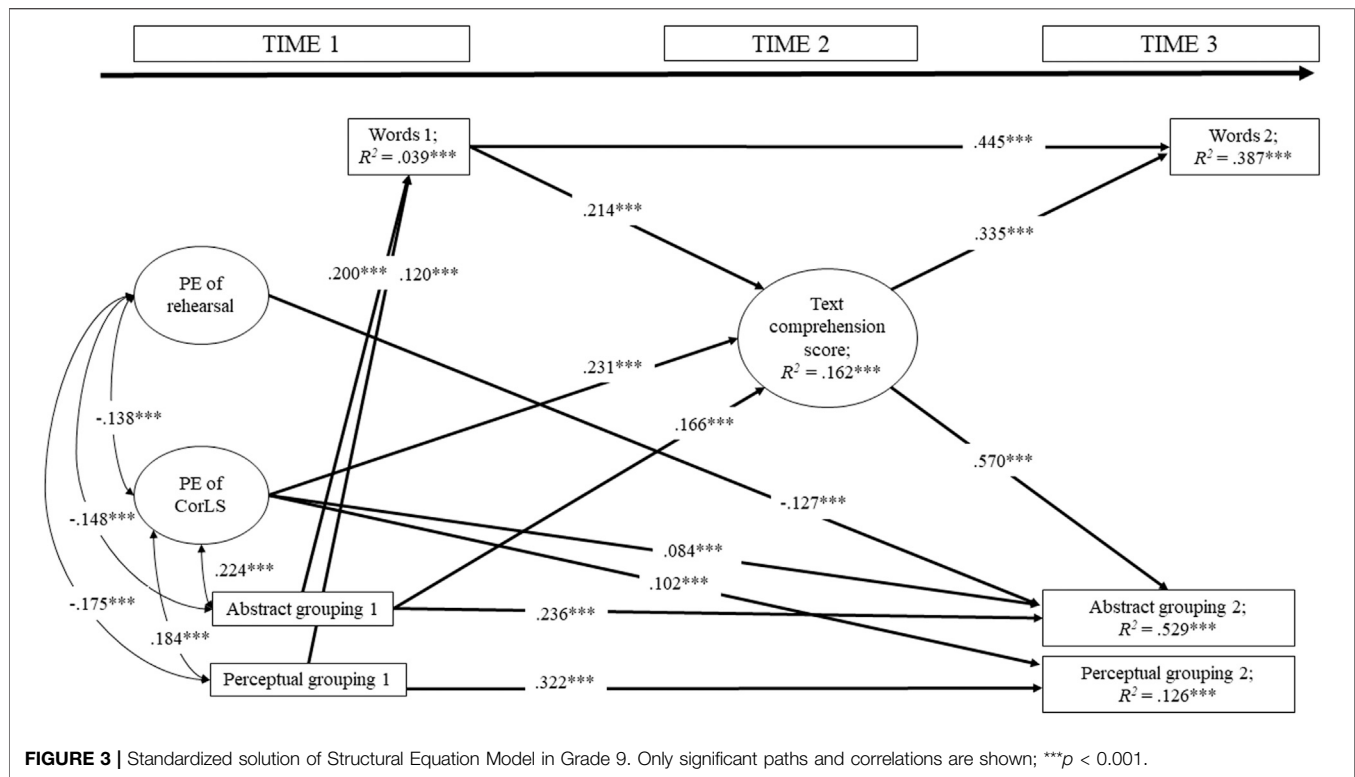 TIME 1
TIME 2
TIME 3
Words 1;
R² = .039***
.445***
Words 2;
R² = .387***
.214***
.335***
PE of
rehearsal
.200***
.120***
Text
comprehension
score;
R² = .162***
.231***
-.138***
.166***
.570***
PE of
CorLS
-.127***
-.148***
.084***
.224***
.102***
-.175***
Abstract grouping 1
.236***
Abstract grouping 2;
R² = .529***
.184***
Perceptual grouping 1
.322***
Perceptual grouping 2;
R² = .126***
FIGURE 3 | Standardized solution of Structural Equation Model in Grade 9. Only significant paths and correlations are shown; ***p < 0.001.